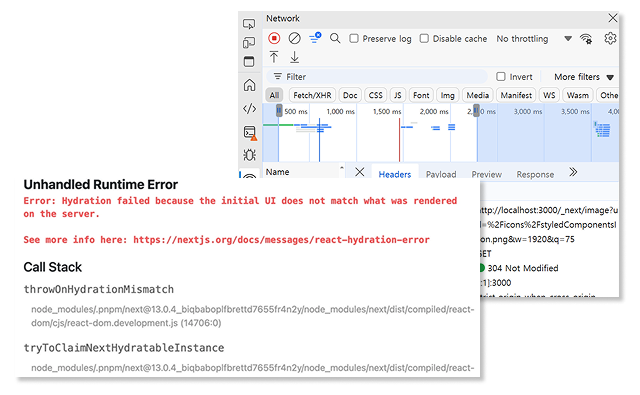 Network
Preserve log
Disable cache
No throttling
Filter
Invert
More filters
All
Fetch/XHR
Doc
CSS
JS
Font
Img
Media
Manifest
WS
Wasm
Othe
500 ms
1,000 ms
1,500 ms
2,000 ms
2,500 ms
3,000 ms
3,500 ms
4,0
Name
Headers
Payload
Preview
Response
http://localhost:3000/_next/image?u
l=%2Ficons%2FstyledComponentsI
on.png&w=1920&q=75
GET
304 Not Modified
:1]:3000
strict-origin-when-cross-origin
Unhandled Runtime Error
Error: Hydration failed because the initial UI does not match what was rendered
on the server.
See more info here: https://nextjs.org/docs/messages/react-hydration-error
Call Stack
throwOnHydrationMismatch
node_modules/.pnpm/next@13.0.4_biqbaboplfbrettd7655fr4n2y/node_modules/next/dist/compiled/react-
dom/cjs/react-dom.development.js (14706:0)
tryToClaimNextHydratableInstance
node_modules/.pnpm/next@13.0.4_biqbaboplfbrettd7655fr4n2y/node_modules/next/dist/compiled/react-